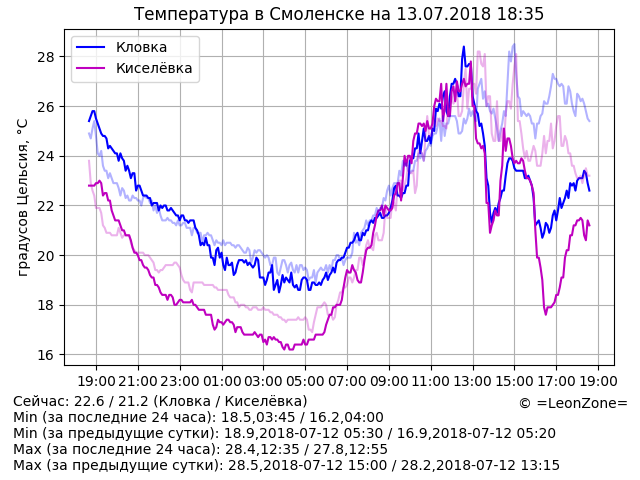 Температура в Смоленске на 13.07.2018 18:35
Кловка
Киселёвка
градусов Цельсия, °C
28
26
24
22
20
18
16
19:00 21:00 23:00 01:00 03:00 05:00 07:00 09:00 11:00 13:00 15:00 17:00 19:00
© =LeonZone=
Сейчас: 22.6 / 21.2 (Кловка / Киселёвка)
Min (за последние 24 часа): 18.5,03:45 / 16.2,04:00
Min (за предыдущие сутки): 18.9,2018-07-12 05:30 / 16.9,2018-07-12 05:20
Max (за последние 24 часа): 28.4,12:35 / 27.8,12:55
Max (за предыдущие сутки): 28.5,2018-07-12 15:00 / 28.2,2018-07-12 13:15